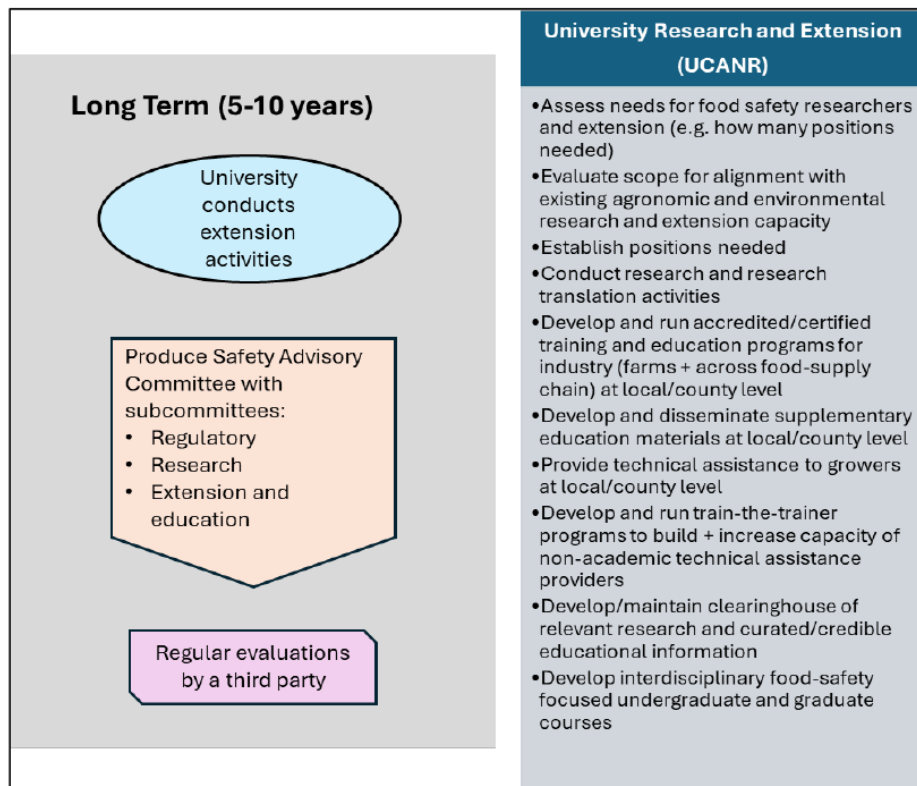 Long Term (5-10 years)
University
conducts
extension
activities
Produce Safety Advisory
Committee with
subcommittees:
• Regulatory
• Research
• Extension and
education
Regular evaluations
by a third party
University Research and Extension
(UCANR)
•Assess needs for food safety researchers
and extension (e.g. how many positions
needed)
•Evaluate scope for alignment with
existing agronomic and environmental
research and extension capacity
•Establish positions needed
•Conduct research and research
translation activities
•Develop and run accredited/certified
training and education programs for
industry (farms + across food-supply
chain) at local/county level
•Develop and disseminate supplementary
education materials at local/county level
•Provide technical assistance to growers
at local/county level
•Develop and run train-the-trainer
programs to build + increase capacity of
non-academic technical assistance
providers
•Develop/maintain clearinghouse of
relevant research and curated/credible
educational information
•Develop interdisciplinary food-safety
focused undergraduate and graduate
courses